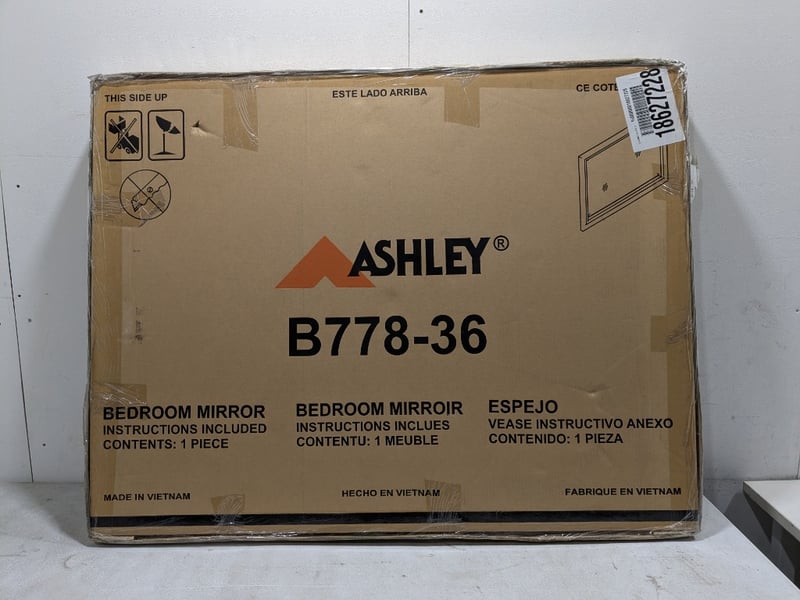 THIS SIDE UP
ESTE LADO ARRIBA
CE COTE
18627228
ASHLEY®
B778-36
BEDROOM MIRROR
INSTRUCTIONS INCLUDED
CONTENTS: 1 PIECE
BEDROOM MIRROIR
INSTRUCTIONS INCLUES
CONTENTU: 1 MEUBLE
ESPEJO
VEASE INSTRUCTIVO ANEXO
CONTENIDO: 1 PIEZA
MADE IN VIETNAM
HECHO EN VIETNAM
FABRIQUE EN VIETNAM